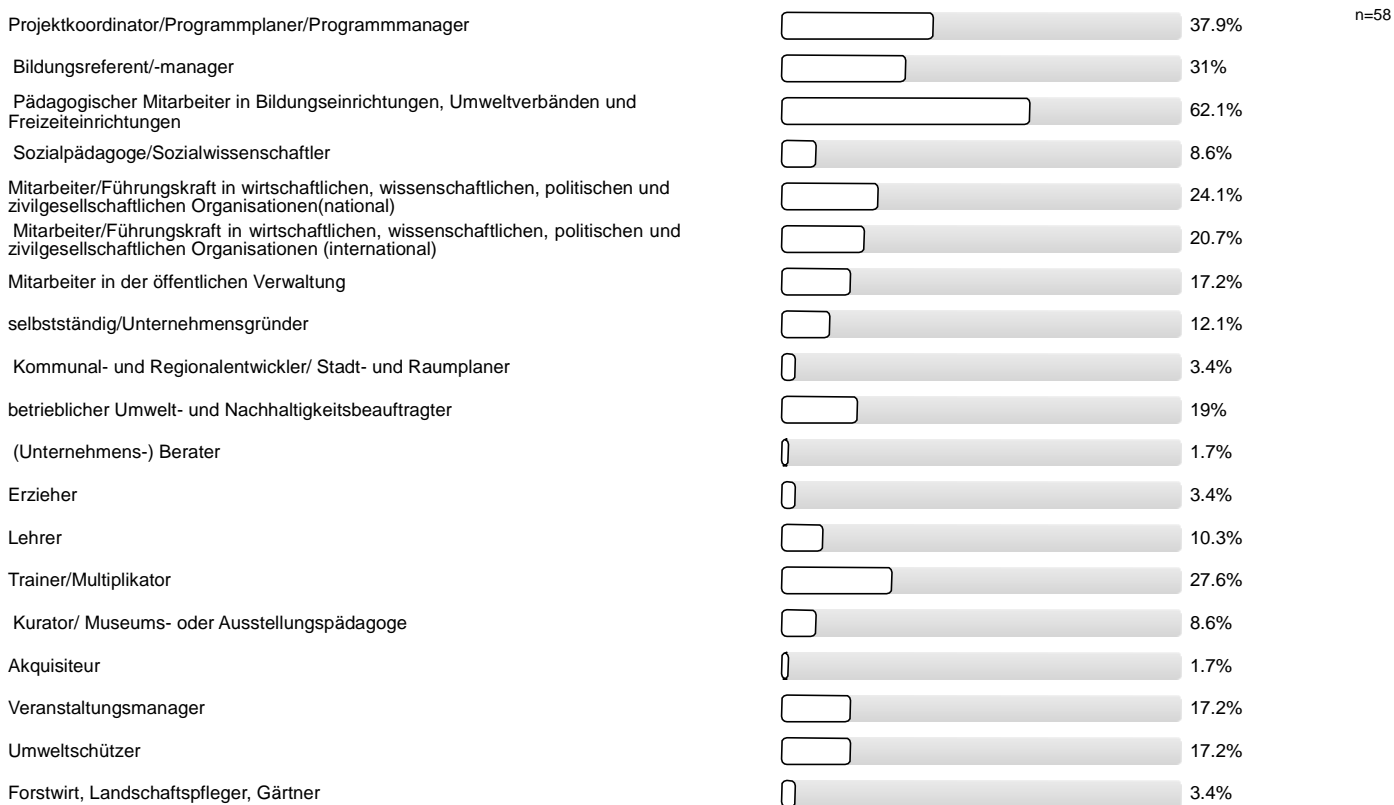 n=58
Projektkoordinator/Programmplaner/Programmmanager 37.9%
Bildungsreferent/-manager 31%
Pädagogischer Mitarbeiter in Bildungseinrichtungen, Umweltverbänden und
Freizeiteinrichtungen 62.1%
Sozialpädagoge/Sozialwissenschaftler 8.6%
Mitarbeiter/Führungskraft in wirtschaftlichen, wissenschaftlichen, politischen und
zivilgesellschaftlichen Organisationen(national) 24.1%
Mitarbeiter/Führungskraft in wirtschaftlichen, wissenschaftlichen, politischen und
zivilgesellschaftlichen Organisationen (international) 20.7%
Mitarbeiter in der öffentlichen Verwaltung 17.2%
selbstständig/Unternehmensgründer 12.1%
Kommunal- und Regionalentwickler/ Stadt- und Raumplaner 3.4%
betrieblicher Umwelt- und Nachhaltigkeitsbeauftragter 19%
(Unternehmens-) Berater 1.7%
Erzieher 3.4%
Lehrer 10.3%
Trainer/Multiplikator 27.6%
Kurator/ Museums- oder Ausstellungspädagoge 8.6%
Akquisiteur 1.7%
Veranstaltungsmanager 17.2%
Umweltschützer 17.2%
Forstwirt, Landschaftspfleger, Gärtner 3.4%